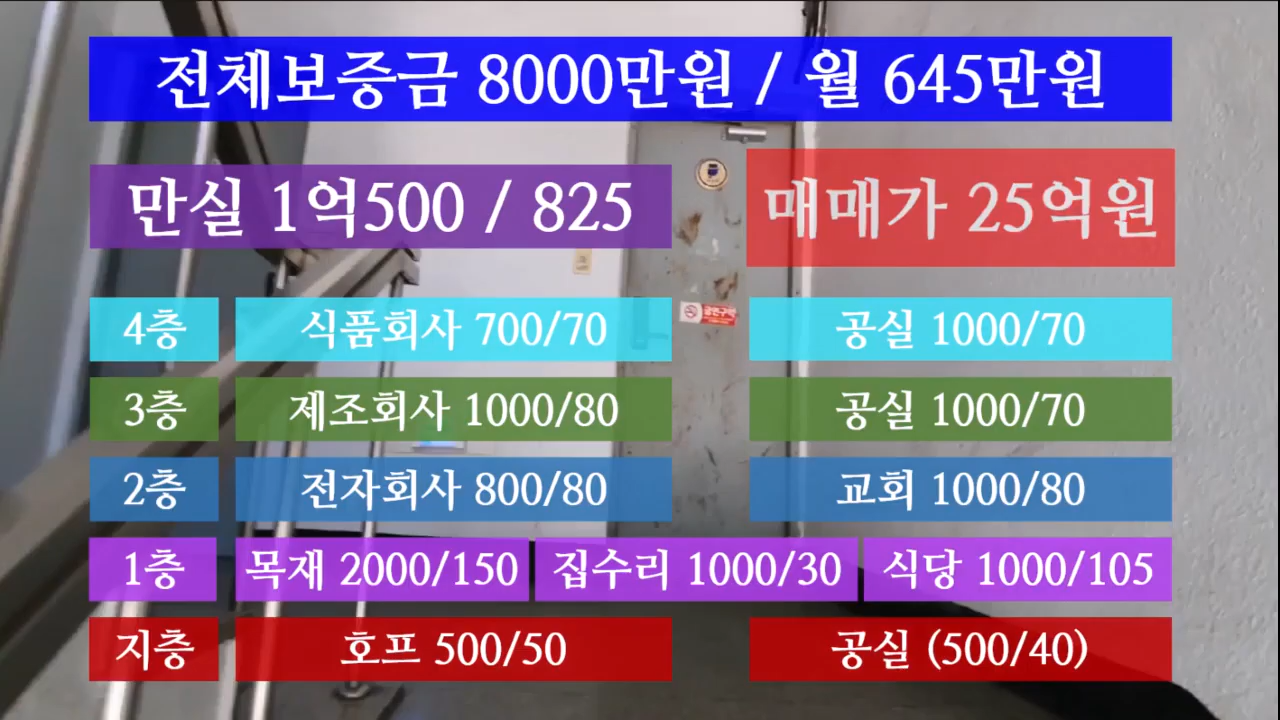 전체보증금 8000만원 / 월 645만원
만실 1억500 / 825
매매가 25억원
4층 식품회사 700/70 공실 1000/70
3층 제조회사 1000/80 공실 1000/70
2층 전자회사 800/80 교회 1000/80
1층 목재 2000/150 집수리 1000/30 식당 1000/105
지층 호프 500/50 공실 (500/40)